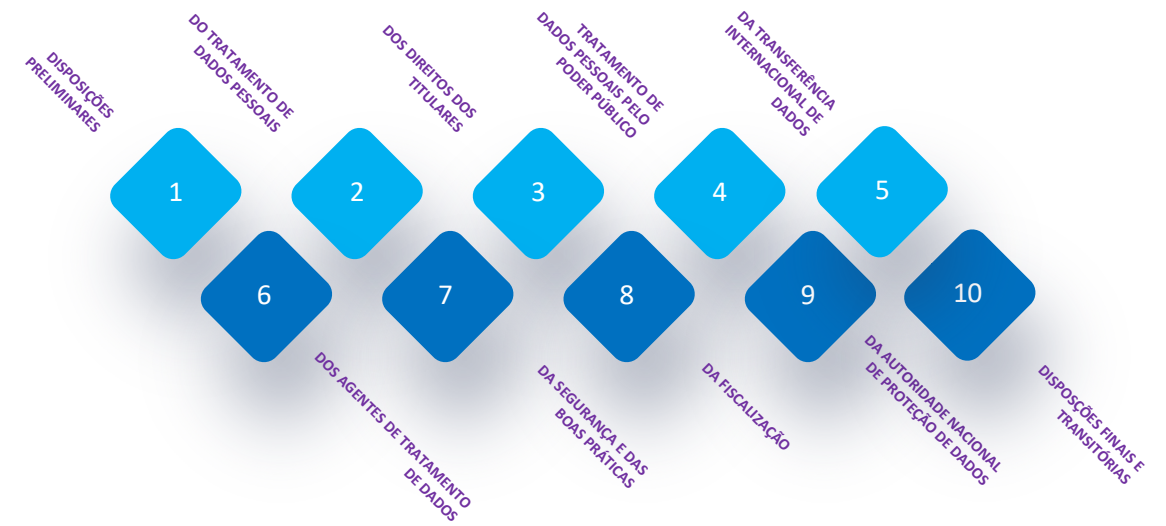 DISPOSIÇÕES
PRELIMINARES
DO TRATAMENTO DE
DADOS PESSOAIS
DOS DIREITOS DOS
TITULARES
TRATAMENTO DE
DADOS PESSOAIS PELO
PODER PÚBLICO
DA TRANSFERÊNCIA
INTERNACIONAL DE
DADOS
1
2
3
4
5
6
7
8
9
10
DOS AGENTES DE TRATAMENTO
DE DADOS
DA SEGURANÇA E DAS
BOAS PRÁTICAS
DA FISCALIZAÇÃO
DA AUTORIDADE NACIONAL
DE PROTEÇÃO DE DADOS
DISPOSÇÕES FINAIS E
TRANSITÓRIAS